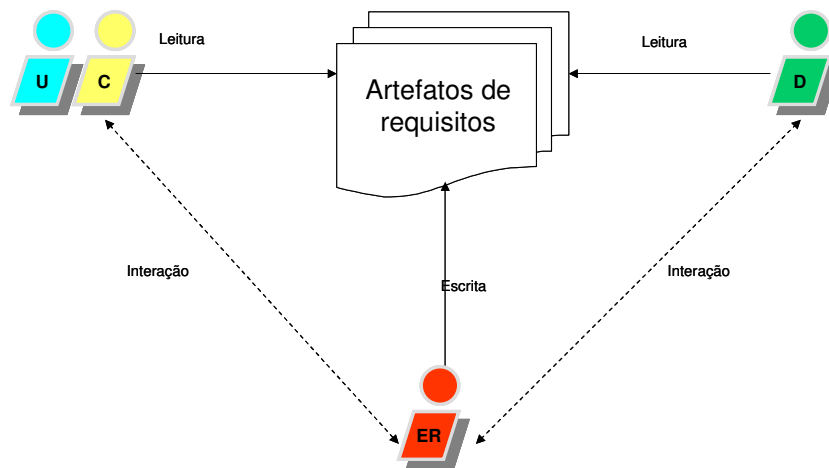 Leitura
Leitura
U
C
Artefatos de
requisitos
D
Interação
Interação
Escrita
ER